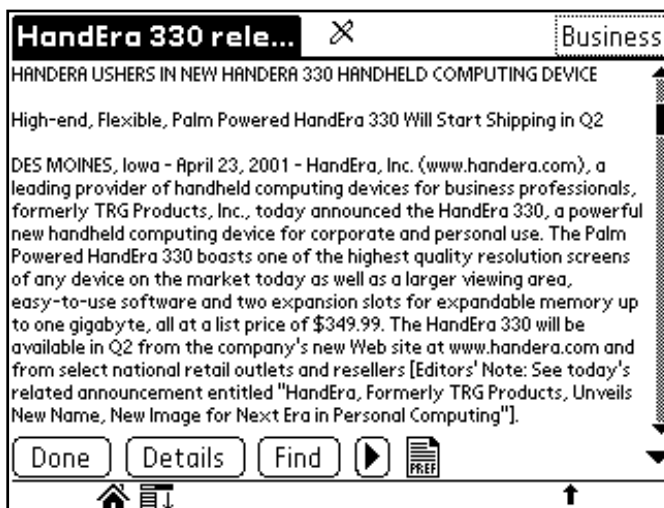 HandEra 330 rele...
Business
HANDERA USHERS IN NEW HANDERA 330 HANDHELD COMPUTING DEVICE
High-end, Flexible, Palm Powered HandEra 330 Will Start Shipping in Q2
DES MOINES, Iowa - April 23, 2001 - HandEra, Inc. (www.handera.com), a
leading provider of handheld computing devices for business professionals,
formerly TRG Products, Inc., today announced the HandEra 330, a powerful
new handheld computing device for corporate and personal use. The Palm
Powered HandEra 330 boasts one of the highest quality resolution screens
of any device on the market today as well as a larger viewing area,
easy-to-use software and two expansion slots for expandable memory up
to one gigabyte, all at a list price of $349.99. The HandEra 330 will be
available in Q2 from the company's new Web site at www.handera.com and
from select national retail outlets and resellers [Editors' Note: See today's
related announcement entitled "HandEra, Formerly TRG Products, Unveils
New Name, New Image for Next Era in Personal Computing"].
Done
Details
Find
PREF